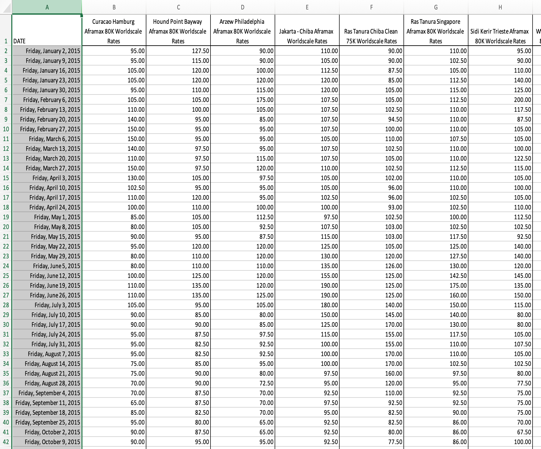 A B C D E F G H
1 DATE Curacao Hamburg Aframax 80K Worldscale Rates Hound Point Bayway Aframax 80K Worldscale Rates Arzew Philadelphia Aframax 80K Worldscale Rates Jakarta - Chiba Aframax Worldscale Rates Ras Tanura Chiba Clean 75K Worldscale Rates Ras Tanura Singapore Aframax 80K Worldscale Rates Sidi Kerir Trieste Aframax 80K Worldscale Rates W
2 Friday, January 2, 2015 95.00 127.50 90.00 110.00 90.00 110.00 95.00
3 Friday, January 9, 2015 95.00 115.00 90.00 105.00 90.00 102.50 90.00
4 Friday, January 16, 2015 105.00 120.00 100.00 112.50 87.50 105.00 110.00
5 Friday, January 23, 2015 105.00 120.00 120.00 120.00 85.00 112.50 140.00
6 Friday, January 30, 2015 95.00 110.00 115.00 120.00 105.00 115.00 125.00
7 Friday, February 6, 2015 105.00 105.00 175.00 107.50 105.00 112.50 200.00
8 Friday, February 13, 2015 110.00 100.00 105.00 107.50 102.50 110.00 117.50
9 Friday, February 20, 2015 140.00 95.00 85.00 107.50 94.50 110.00 87.50
10 Friday, February 27, 2015 150.00 95.00 95.00 107.50 100.00 110.00 105.00
11 Friday, March 6, 2015 150.00 95.00 95.00 105.00 110.00 107.50 105.00
12 Friday, March 13, 2015 140.00 97.50 95.00 107.50 102.50 110.00 100.00
13 Friday, March 20, 2015 110.00 97.50 115.00 107.50 105.00 110.00 122.50
14 Friday, March 27, 2015 150.00 97.50 120.00 110.00 102.50 112.50 115.00
15 Friday, April 3, 2015 130.00 105.00 97.50 105.00 102.00 110.00 105.00
16 Friday, April 10, 2015 102.50 95.00 95.00 105.00 96.00 110.00 100.00
17 Friday, April 17, 2015 110.00 120.00 95.00 102.50 96.00 102.50 105.00
18 Friday, April 24, 2015 100.00 110.00 100.00 100.00 93.00 102.50 110.00
19 Friday, May 1, 2015 85.00 105.00 112.50 97.50 102.50 100.00 112.50
20 Friday, May 8, 2015 80.00 105.00 92.50 107.50 103.00 102.50 102.50
21 Friday, May 15, 2015 90.00 95.00 87.50 115.00 103.00 117.50 92.50
22 Friday, May 22, 2015 95.00 120.00 120.00 125.00 105.00 125.00 140.00
23 Friday, May 29, 2015 80.00 110.00 110.00 130.00 120.00 127.50 140.00
24 Friday, June 5, 2015 80.00 110.00 110.00 135.00 126.00 130.00 120.00
25 Friday, June 12, 2015 100.00 125.00 120.00 155.00 125.00 142.50 145.00
26 Friday, June 19, 2015 110.00 135.00 120.00 190.00 125.00 175.00 135.00
27 Friday, June 26, 2015 110.00 135.00 125.00 190.00 125.00 160.00 150.00
28 Friday, July 3, 2015 105.00 95.00 105.00 180.00 140.00 150.00 115.00
29 Friday, July 10, 2015 90.00 85.00 80.00 150.00 145.00 140.00 80.00
30 Friday, July 17, 2015 90.00 90.00 85.00 125.00 170.00 130.00 80.00
31 Friday, July 24, 2015 95.00 87.50 97.50 115.00 155.00 117.50 105.00
32 Friday, July 31, 2015 95.00 82.50 92.50 100.00 155.00 110.00 107.50
33 Friday, August 7, 2015 95.00 82.50 92.50 100.00 170.00 110.00 105.00
34 Friday, August 14, 2015 75.00 85.00 95.00 100.00 170.00 102.50 102.50
35 Friday, August 21, 2015 75.00 90.00 80.00 97.50 160.00 97.50 80.00
36 Friday, August 28, 2015 70.00 90.00 72.50 95.00 120.00 95.00 77.50
37 Friday, September 4, 2015 70.00 87.50 70.00 92.50 110.00 92.50 75.00
38 Friday, September 11, 2015 65.00 87.50 70.00 97.50 92.50 92.50 75.00
39 Friday, September 18, 2015 85.00 82.50 70.00 95.00 82.50 90.00 75.00
40 Friday, September 25, 2015 95.00 80.00 65.00 92.50 82.50 86.00 70.00
41 Friday, October 2, 2015 90.00 87.50 65.00 92.50 80.00 86.00 67.50
42 Friday, October 9, 2015 90.00 95.00 95.00 92.50 77.50 86.00 100.00